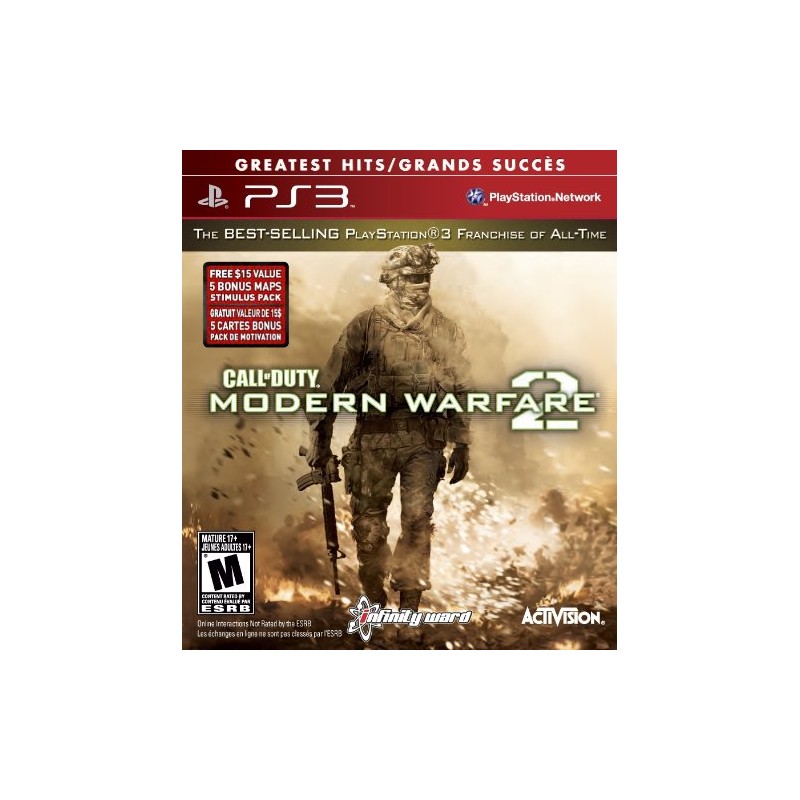 GREATEST HITS/GRANDS SUCCÈS
PS3™ PlayStation®Network
THE BEST-SELLING PLAYSTATION®3 FRANCHISE OF ALL-TIME
FREE $15 VALUE
5 BONUS MAPS
STIMULUS PACK
GRATUIT VALEUR DE 15$
5 CARTES BONUS
PACK DE MOTIVATION
CALL OF DUTY®
MODERN WARFARE® 2
MATURE 17+
JEUNES ADULTES 17+
M
CONTENT RATED BY
CONTENU ÉVALUÉ PAR
ESRB
Online Interactions Not Rated by the ESRB
Les échanges en ligne ne sont pas classés par l'ESRB
infinity ward
ACTIVISION®